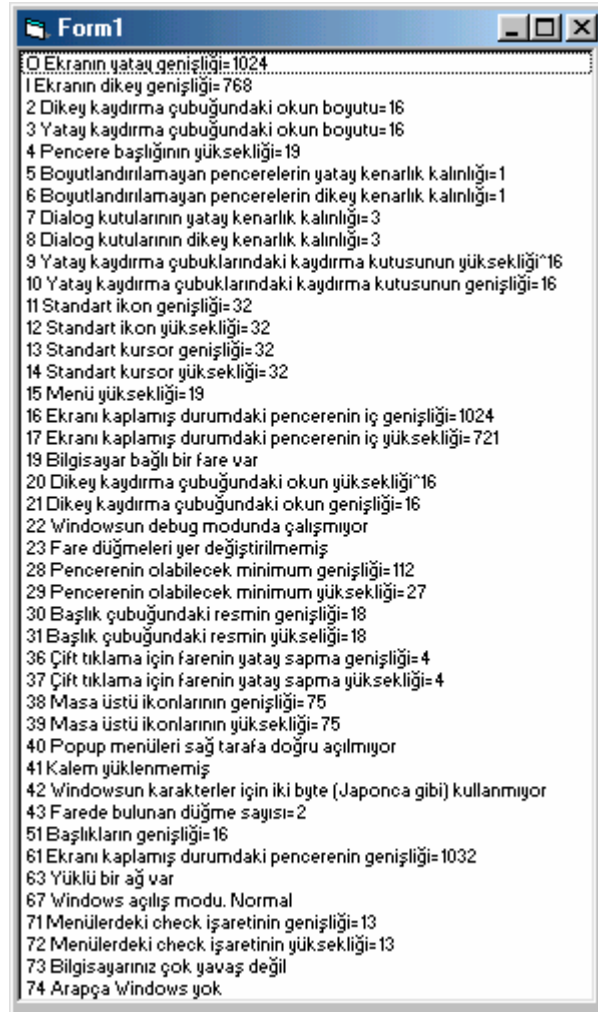 Form1
O Ekranın yatay genişliği=1024
I Ekranın dikey genişliği=768
2 Dikey kaydırma çubuğundaki okun boyutu=16
3 Yatay kaydırma çubuğundaki okun boyutu=16
4 Pencere başlığının yüksekliği=19
5 Boyutlandırılamayan pencerelerin yatay kenarlık kalınlığı=1
6 Boyutlandırılamayan pencerelerin dikey kenarlık kalınlığı=1
7 Dialog kutularının yatay kenarlık kalınlığı=3
8 Dialog kutularının dikey kenarlık kalınlığı=3
9 Yatay kaydırma çubuklarındaki kaydırma kutusunun yüksekliği^16
10 Yatay kaydırma çubuklarındaki kaydırma kutusunun genişliği=16
11 Standart ikon genişliği=32
12 Standart ikon yüksekliği=32
13 Standart kursor genişliği=32
14 Standart kursor yüksekliği=32
15 Menü yüksekliği=19
16 Ekranı kaplamış durumdaki pencerenin iç genişliği=1024
17 Ekranı kaplamış durumdaki pencerenin iç yüksekliği=721
19 Bilgisayar bağlı bir fare var
20 Dikey kaydırma çubuğundaki okun yüksekliği^16
21 Dikey kaydırma çubuğundaki okun genişliği=16
22 Windowsun debug modunda çalışmıyor
23 Fare düğmeleri yer değiştirilmemiş
28 Pencerenin olabilecek minimum genişliği=112
29 Pencerenin olabilecek minimum yüksekliği=27
30 Başlık çubuğundaki resmin genişliği=18
31 Başlık çubuğundaki resmin yükseliği=18
36 Çift tıklama için farenin yatay sapma genişliği=4
37 Çift tıklama için farenin yatay sapma yüksekliği=4
38 Masa üstü ikonlarının genişliği=75
39 Masa üstü ikonlarının yüksekliği=75
40 Popup menüleri sağ tarafa doğru açılmıyor
41 Kalem yüklenmemiş
42 Windowsun karakterler için iki byte (Japonca gibi) kullanmıyor
43 Farede bulunan düğme sayısı=2
51 Başlıkların genişliği=16
61 Ekranı kaplamış durumdaki pencerenin genişliği=1032
63 Yüklü bir ağ var
67 Windows açılış modu. Normal
71 Menülerdeki check işaretinin genişliği=13
72 Menülerdeki check işaretinin yüksekliği=13
73 Bilgisayarınız çok yavaş değil
74 Arapça Windows yok